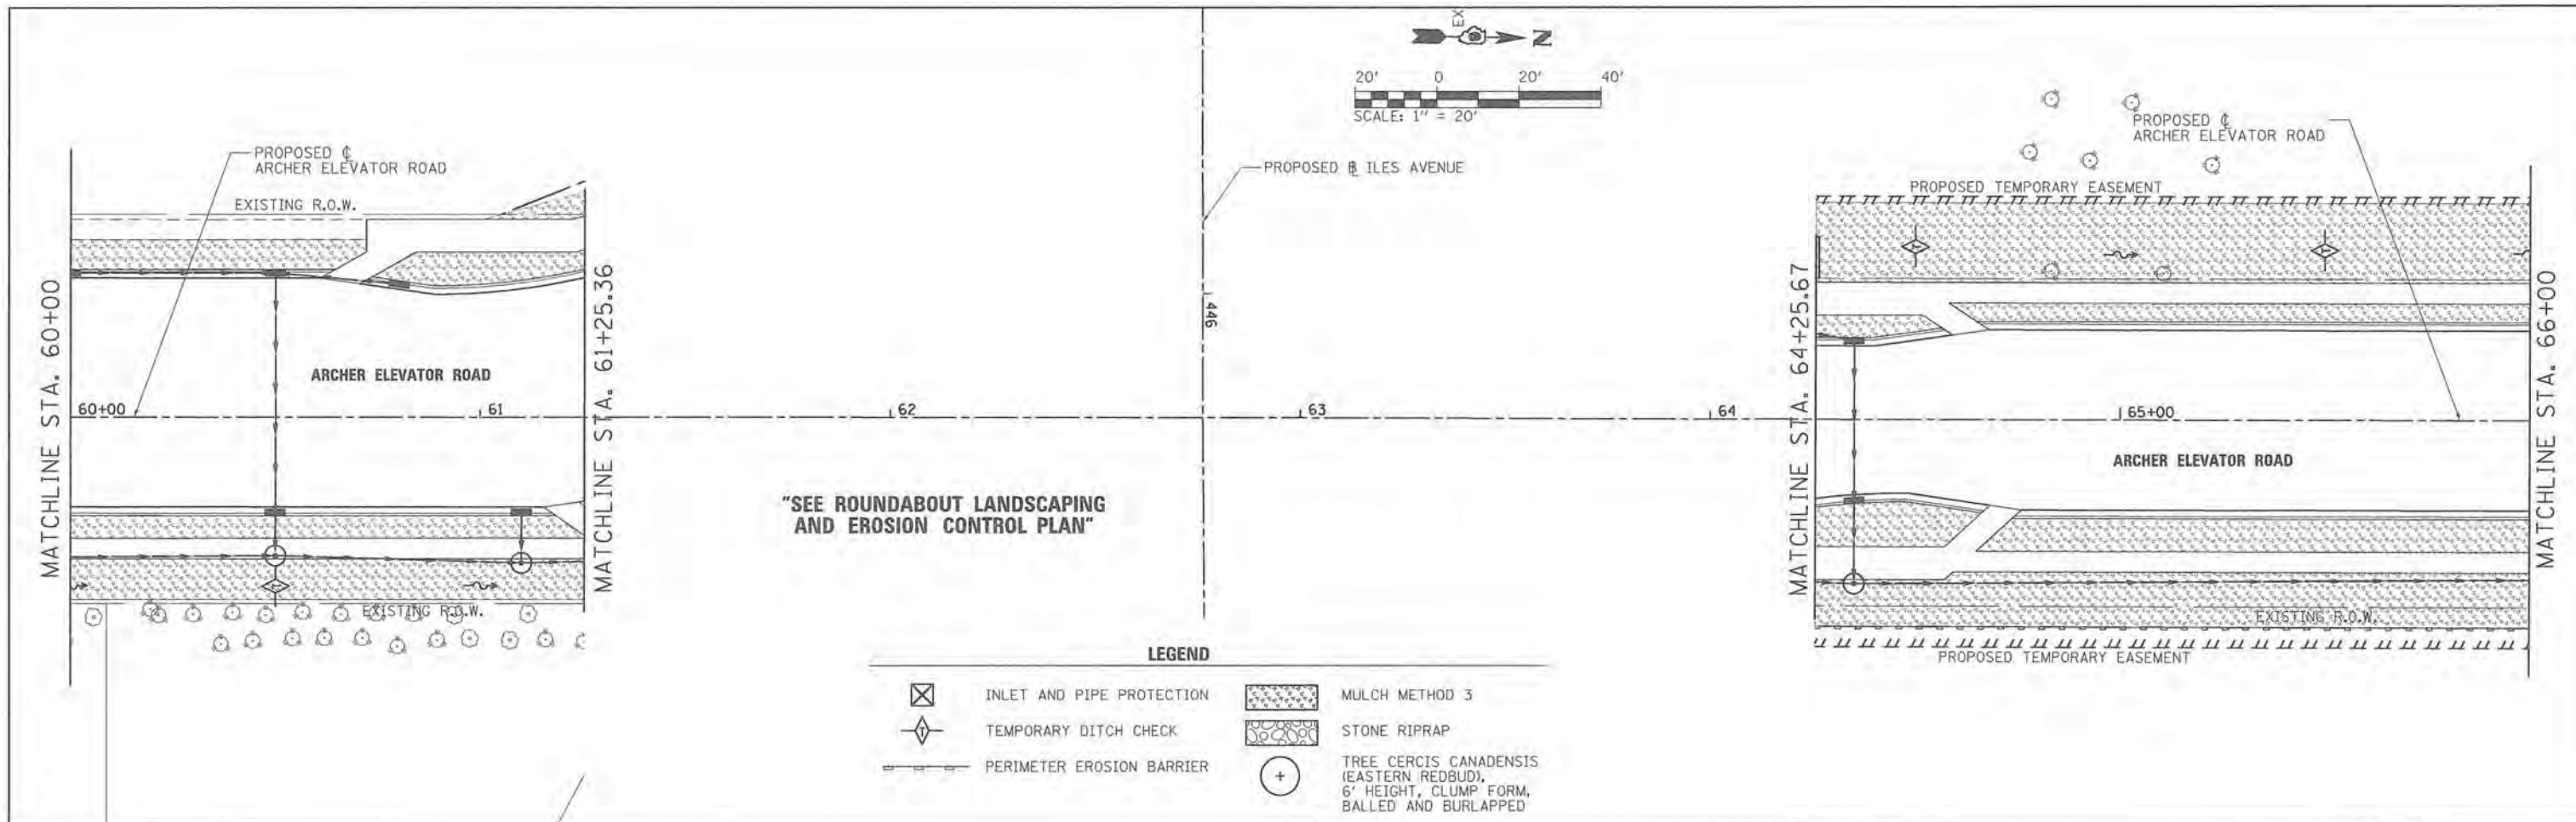 EX
N
20' 0 20' 40'
SCALE: 1" = 20'
PROPOSED ℄
ARCHER ELEVATOR ROAD
EXISTING R.O.W.
MATCHLINE STA. 60+00
ARCHER ELEVATOR ROAD
60+00
61
EXISTING R.O.W.
MATCHLINE STA. 61+25.36
62
PROPOSED BL ILES AVENUE
446
63
64
"SEE ROUNDABOUT LANDSCAPING
AND EROSION CONTROL PLAN"
MATCHLINE STA. 64+25.67
PROPOSED ℄
ARCHER ELEVATOR ROAD
PROPOSED TEMPORARY EASEMENT
T
T
65+00
ARCHER ELEVATOR ROAD
EXISTING R.O.W.
PROPOSED TEMPORARY EASEMENT
MATCHLINE STA. 66+00
T
LEGEND
INLET AND PIPE PROTECTION
T TEMPORARY DITCH CHECK
PERIMETER EROSION BARRIER
MULCH METHOD 3
STONE RIPRAP
TREE CERCIS CANADENSIS
(EASTERN REDBUD),
6' HEIGHT, CLUMP FORM,
BALLED AND BURLAPPED